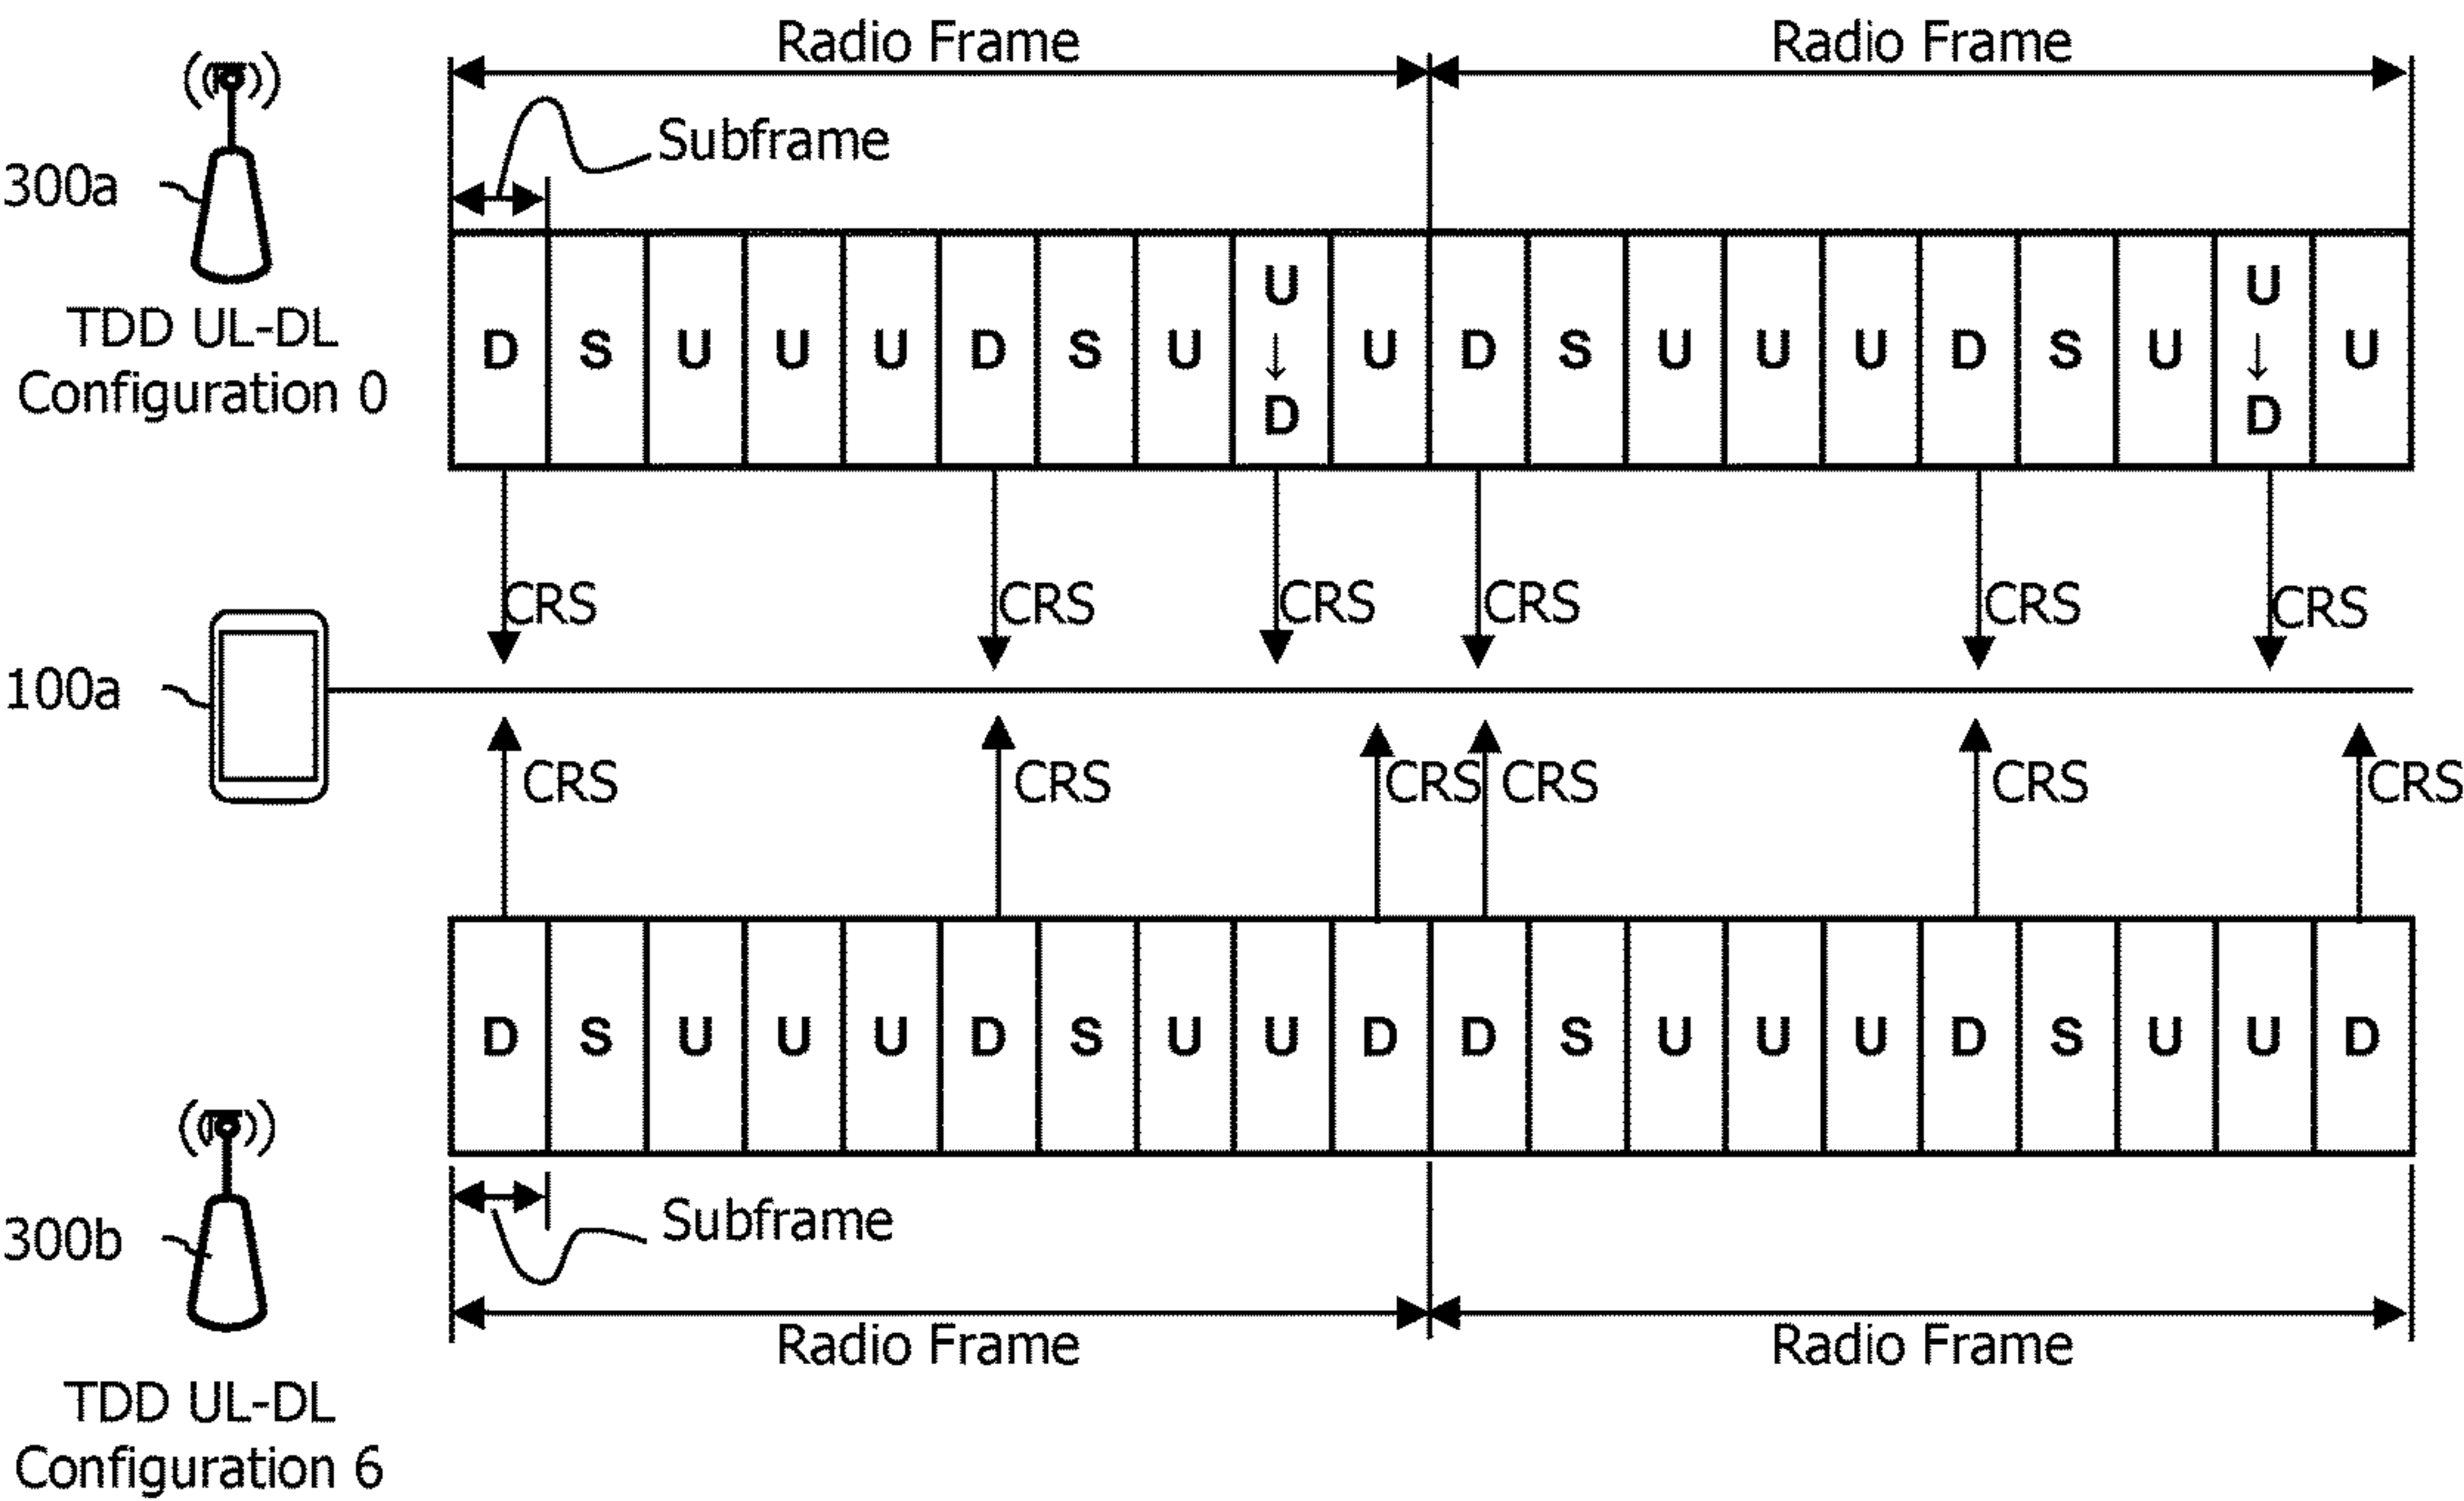 Radio Frame Radio Frame
Subframe
300a
TDD UL-DL
Configuration 0
D S U U U D S U U↓D U D S U U U D S U U↓D U
CRS CRS CRS CRS CRS CRS
100a
CRS CRS CRS CRS CRS CRS
D S U U U D S U U D D S U U U D S U U D
300b
Subframe
Radio Frame Radio Frame
TDD UL-DL
Configuration 6